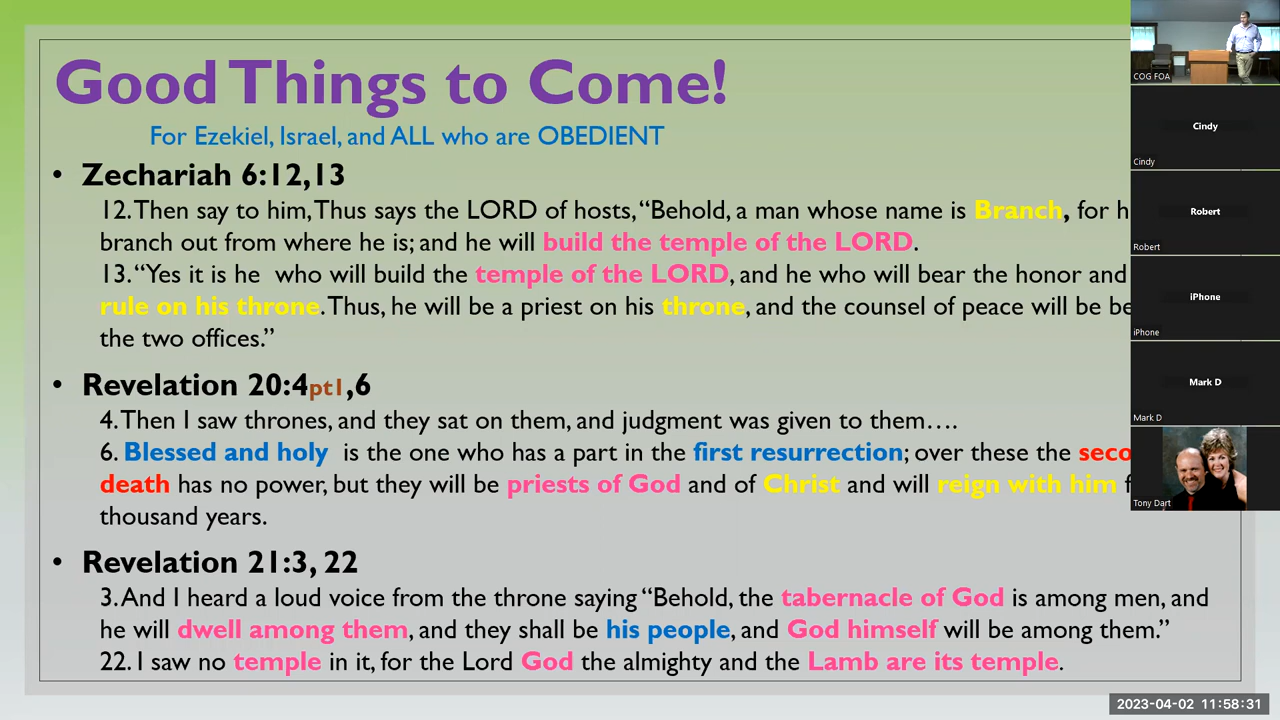 Good Things to Come!
For Ezekiel, Israel, and ALL who are OBEDIENT
• Zechariah 6:12,13
12. Then say to him, Thus says the LORD of hosts, “Behold, a man whose name is Branch, for h
branch out from where he is; and he will build the temple of the LORD.
13. “Yes it is he who will build the temple of the LORD, and he who will bear the honor and
rule on his throne. Thus, he will be a priest on his throne, and the counsel of peace will be be
the two offices.”
• Revelation 20:4pt1,6
4. Then I saw thrones, and they sat on them, and judgment was given to them….
6. Blessed and holy is the one who has a part in the first resurrection; over these the seco
death has no power, but they will be priests of God and of Christ and will reign with him f
thousand years.
• Revelation 21:3, 22
3. And I heard a loud voice from the throne saying “Behold, the tabernacle of God is among men, and
he will dwell among them, and they shall be his people, and God himself will be among them.”
22. I saw no temple in it, for the Lord God the almighty and the Lamb are its temple.
COG FOA
Cindy
Cindy
Robert
Robert
iPhone
iPhone
Mark D
Mark D
Tony Dart
2023-04-02 11:58:31